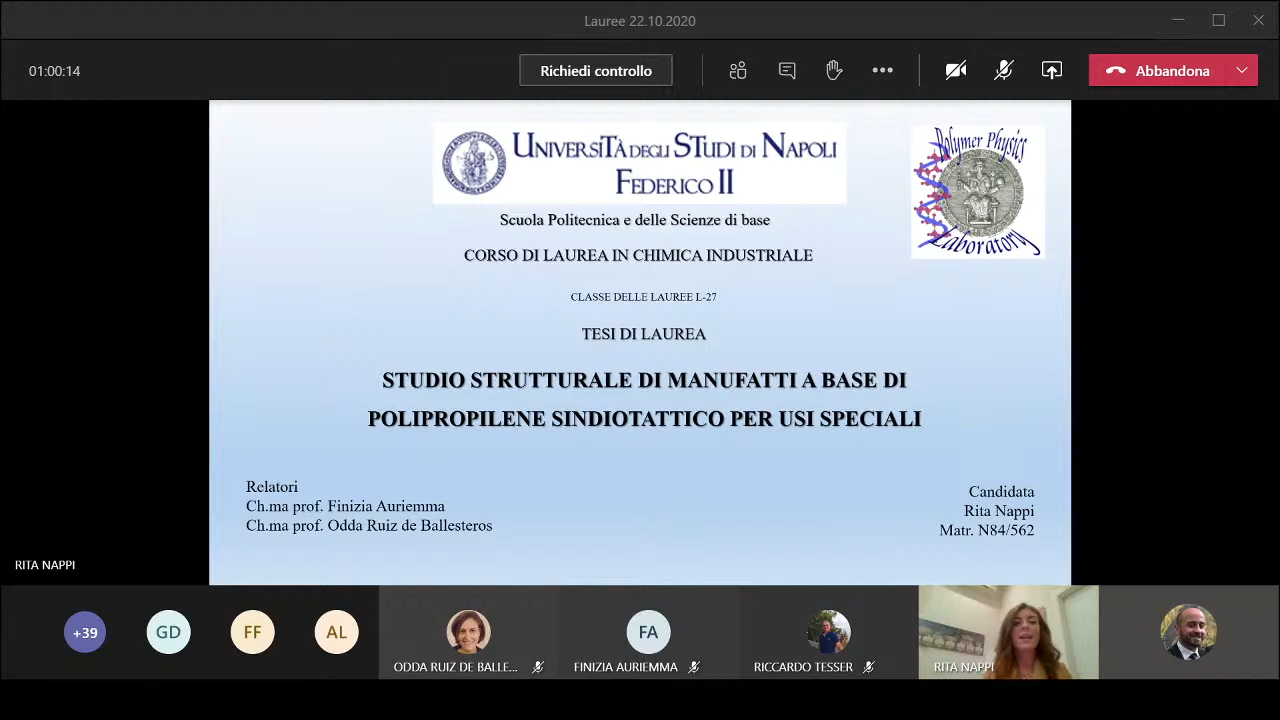 Lauree 22.10.2020
01:00:14
Richiedi controllo
Abbandona
UNIVERSITÀ DEGLI STUDI DI NAPOLI
FEDERICO II
Polymer Physics
Laboratory
Scuola Politecnica e delle Scienze di base
CORSO DI LAUREA IN CHIMICA INDUSTRIALE
CLASSE DELLE LAUREE L-27
TESI DI LAUREA
STUDIO STRUTTURALE DI MANUFATTI A BASE DI
POLIPROPILENE SINDIOTATTICO PER USI SPECIALI
Relatori
Ch.ma prof. Finizia Auriemma
Ch.ma prof. Odda Ruiz de Ballesteros
Candidata
Rita Nappi
Matr. N84/562
RITA NAPPI
+39
GD
FF
AL
ODDA RUIZ DE BALLE...
FA
FINIZIA AURIEMMA
RICCARDO TESSER
RITA NAPPI